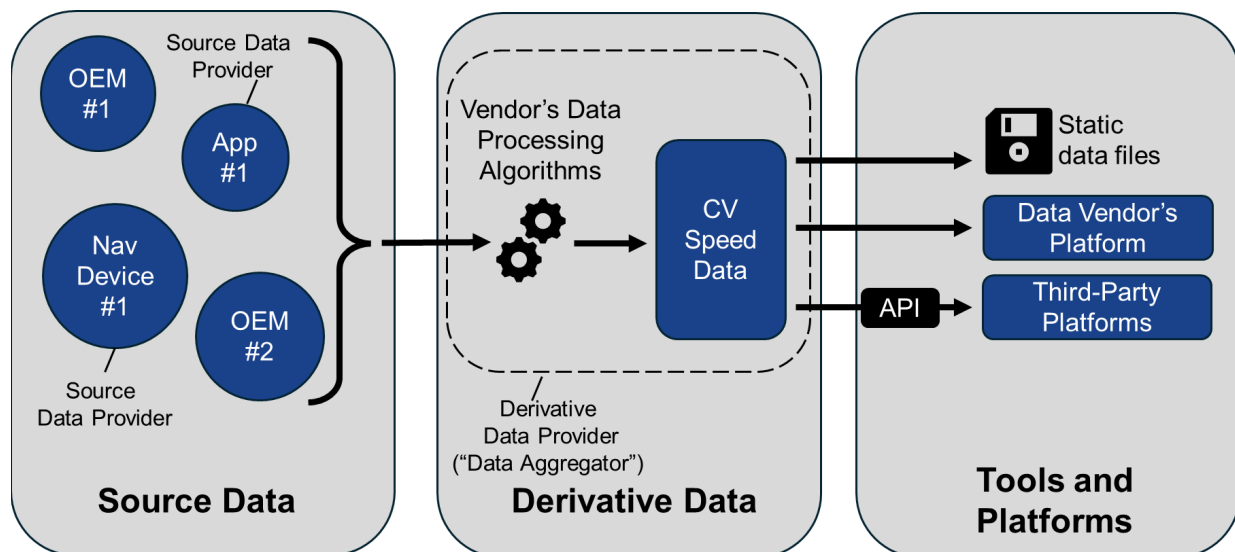 Source Data
Provider
OEM
#1
App
#1
Nav
Device
#1
OEM
#2
Source
Data Provider
Source Data
Vendor's Data
Processing
Algorithms
CV
Speed
Data
Derivative
Data Provider
("Data Aggregator")
Derivative Data
Static
data files
Data Vendor's
Platform
API
Third-Party
Platforms
Tools and
Platforms